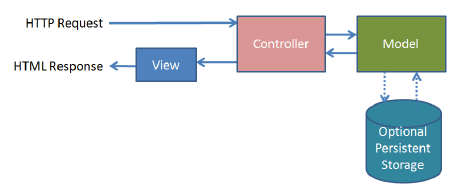 HTTP Request
Controller
Model
HTML Response
View
Optional
Persistent
Storage